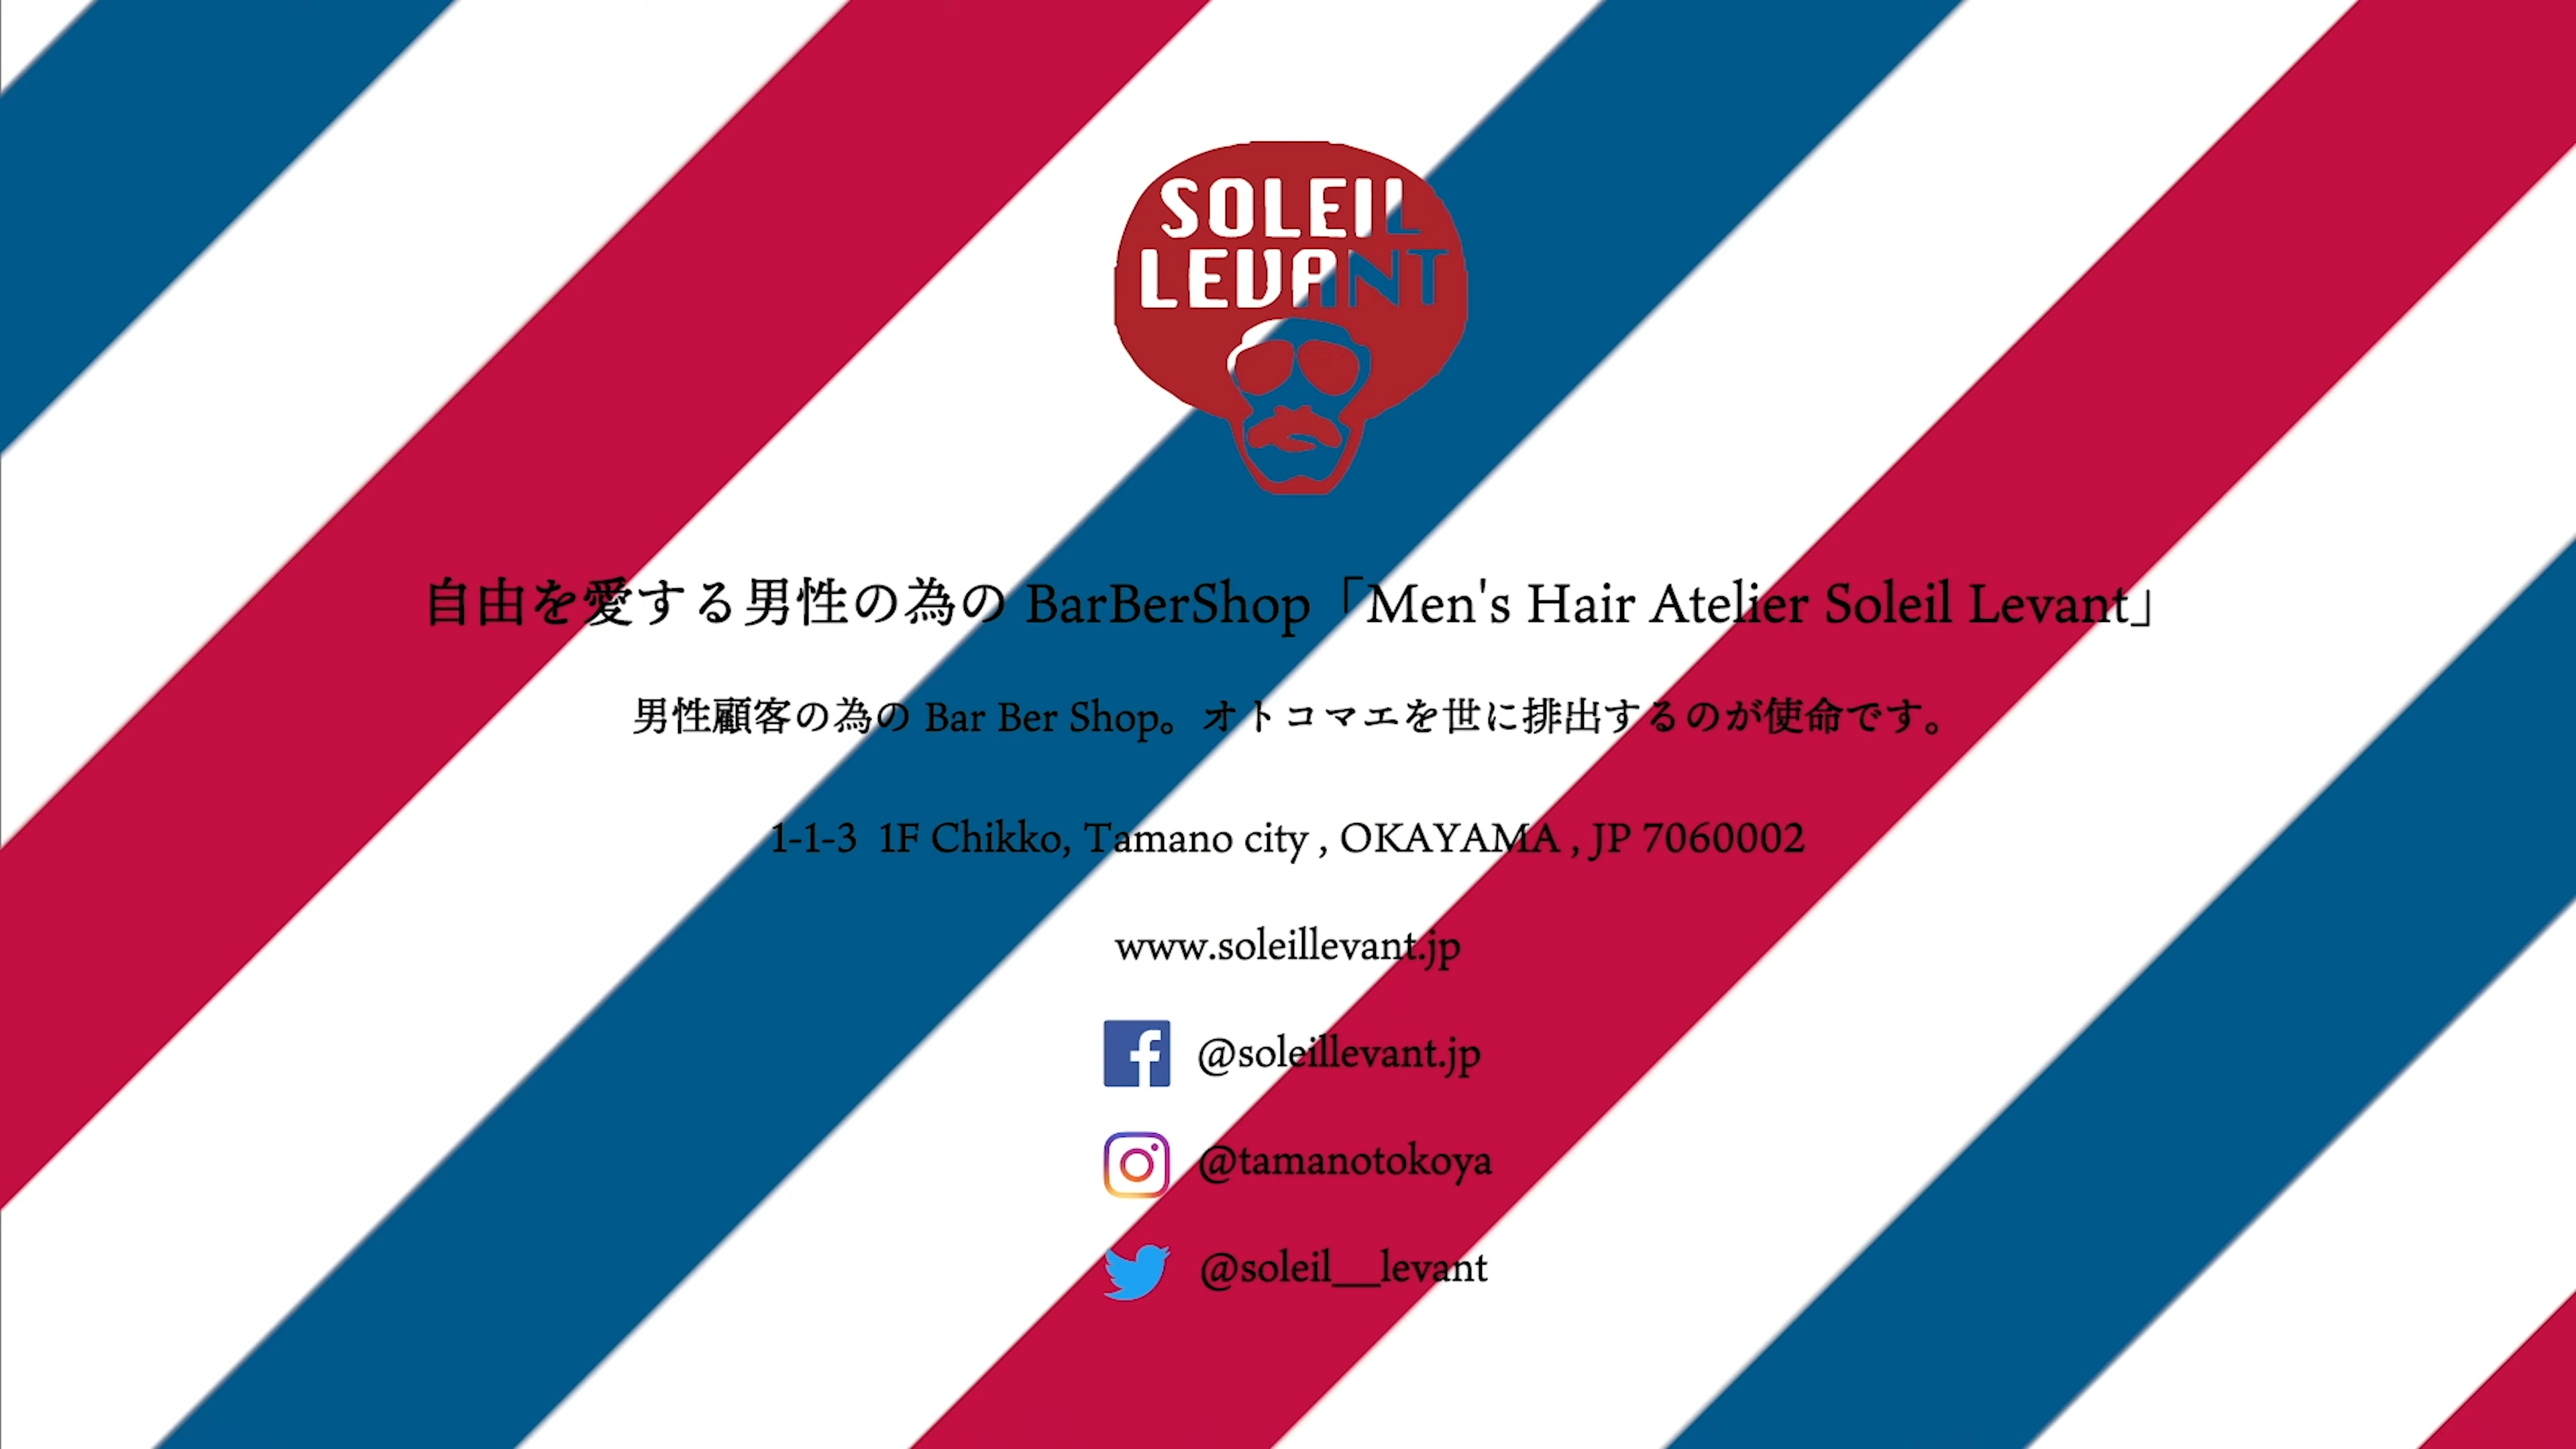 SOLEIL
LEVANT
自由を愛する男性の為の BarBerShop「Men's Hair Atelier Soleil Levant」
男性顧客の為の Bar Ber Shop。オトコマエを世に排出するのが使命です。
1-1-3 1F Chikko, Tamano city , OKAYAMA , JP 7060002
www.soleillevant.jp
@soleillevant.jp
@tamanotokoya
@soleil__levant